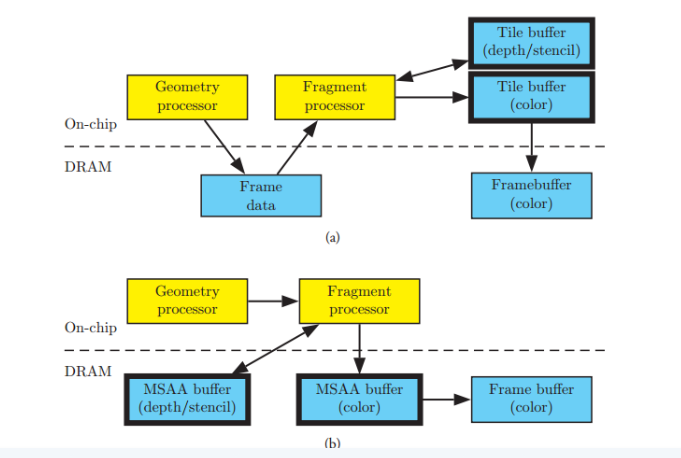 Tile buffer
(depth/stencil)
Geometry
processor
Fragment
processor
Tile buffer
(color)
On-chip
DRAM
Frame
data
Framebuffer
(color)
(a)
Geometry
processor
Fragment
processor
On-chip
DRAM
MSAA buffer
(depth/stencil)
MSAA buffer
(color)
Frame buffer
(color)
(b)